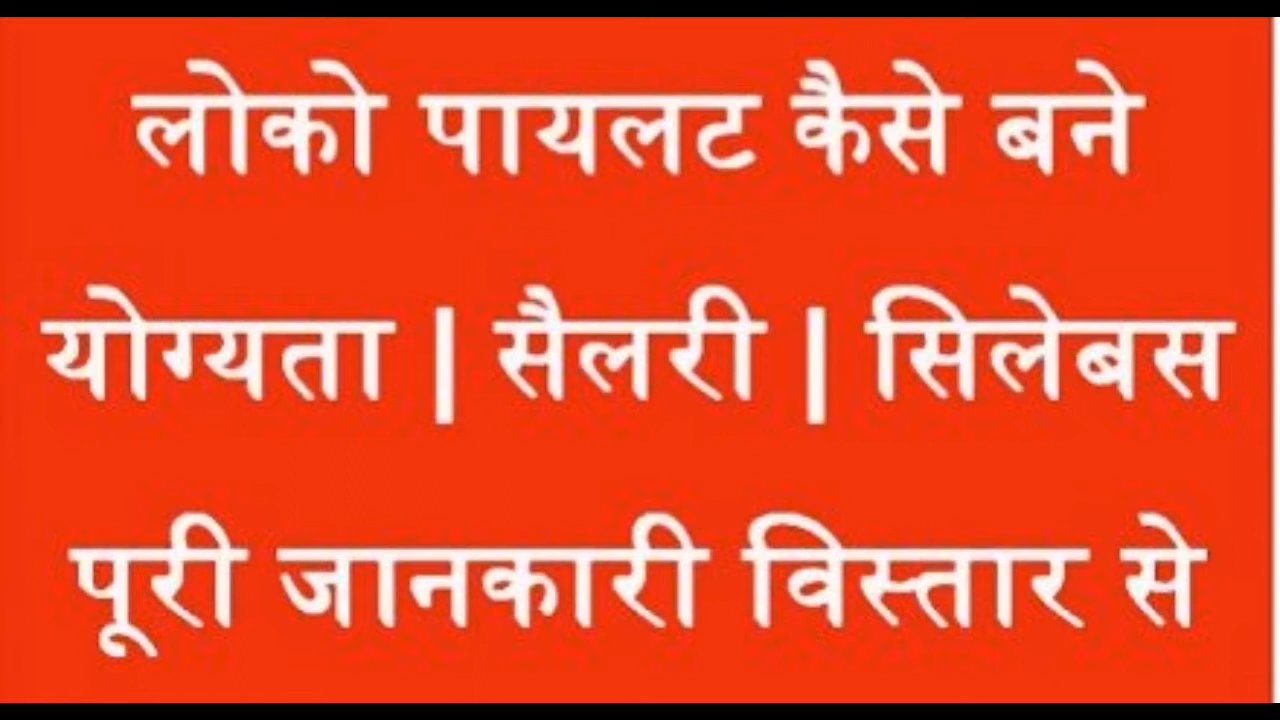 लोको पायलट कैसे बने
योग्यता | सैलरी | सिलेबस
पूरी जानकारी विस्तार से